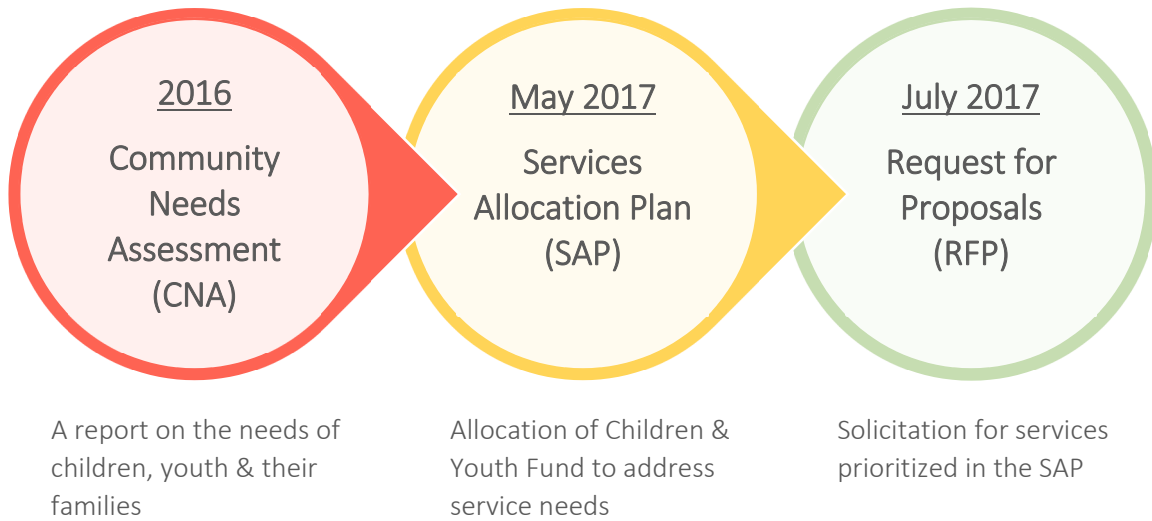 2016
Community
Needs
Assessment
(CNA)
A report on the needs of
children, youth & their
families
May 2017
Services
Allocation Plan
(SAP)
Allocation of Children &
Youth Fund to address
service needs
July 2017
Request for
Proposals
(RFP)
Solicitation for services
prioritized in the SAP